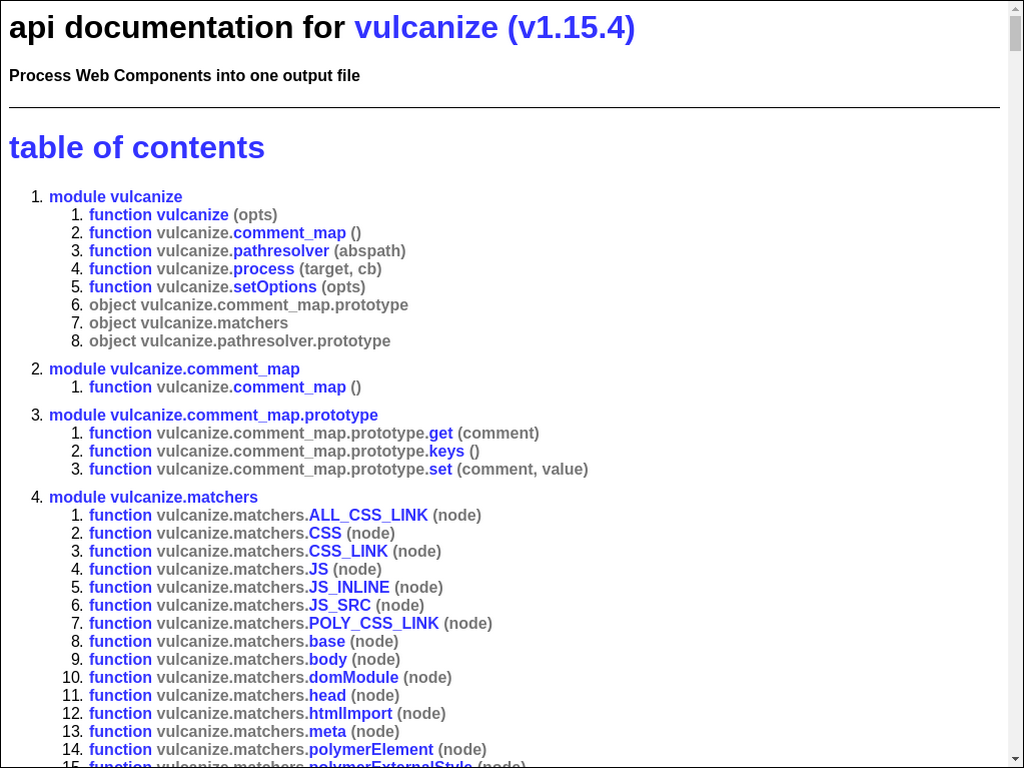 api documentation for vulcanize (v1.15.4)
Process Web Components into one output file
table of contents
1. module vulcanize
1. function vulcanize (opts)
2. function vulcanize.comment_map ()
3. function vulcanize.pathresolver (abspath)
4. function vulcanize.process (target, cb)
5. function vulcanize.setOptions (opts)
6. object vulcanize.comment_map.prototype
7. object vulcanize.matchers
8. object vulcanize.pathresolver.prototype
2. module vulcanize.comment_map
1. function vulcanize.comment_map ()
3. module vulcanize.comment_map.prototype
1. function vulcanize.comment_map.prototype.get (comment)
2. function vulcanize.comment_map.prototype.keys ()
3. function vulcanize.comment_map.prototype.set (comment, value)
4. module vulcanize.matchers
1. function vulcanize.matchers.ALL_CSS_LINK (node)
2. function vulcanize.matchers.CSS (node)
3. function vulcanize.matchers.CSS_LINK (node)
4. function vulcanize.matchers.JS (node)
5. function vulcanize.matchers.JS_INLINE (node)
6. function vulcanize.matchers.JS_SRC (node)
7. function vulcanize.matchers.POLY_CSS_LINK (node)
8. function vulcanize.matchers.base (node)
9. function vulcanize.matchers.body (node)
10. function vulcanize.matchers.domModule (node)
11. function vulcanize.matchers.head (node)
12. function vulcanize.matchers.htmlImport (node)
13. function vulcanize.matchers.meta (node)
14. function vulcanize.matchers.polymerElement (node)
15. function vulcanize.matchers.polymerExternalStyle (node)